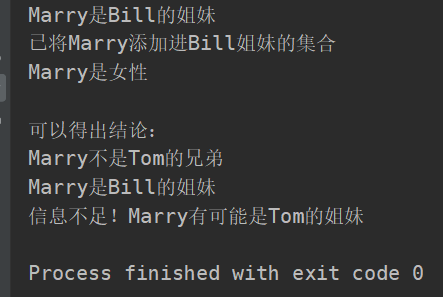 Marry是Bill的姐妹
已将Marry添加进Bill姐妹的集合
Marry是女性
可以得出结论：
Marry不是Tom的兄弟
Marry是Bill的姐妹
信息不足！Marry有可能是Tom的姐妹
Process finished with exit code 0